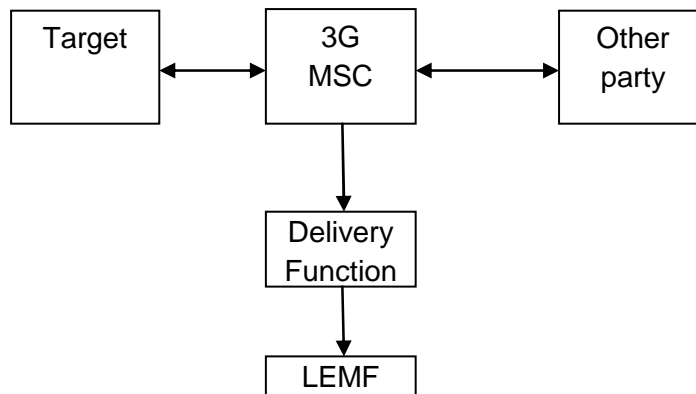 Target
3G
MSC
Other
party
Delivery
Function
LEMF